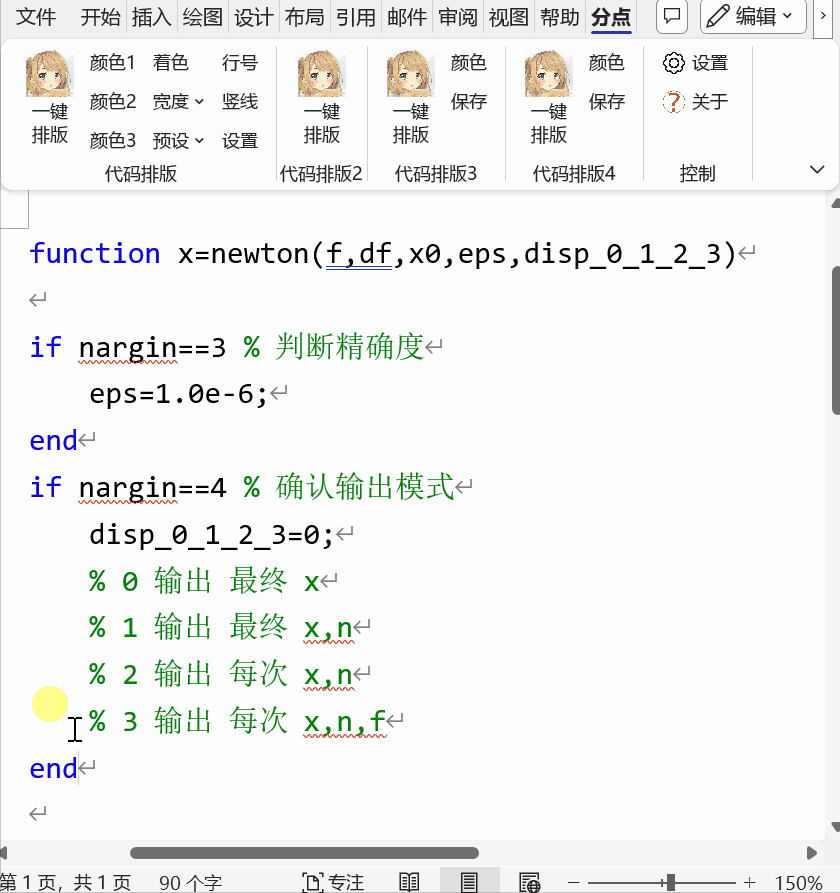 文件 开始 插入 绘图 设计 布局 引用 邮件 审阅 视图 帮助 分点 编辑
颜色1 着色 行号 颜色 颜色 设置
颜色2 宽度 竖线 保存 保存 关于
一键 一键 一键 一键
排版 排版 排版 排版
颜色3 预设 设置
代码排版 代码排版2 代码排版3 代码排版4 控制
function x=newton(f,df,x0,eps,disp_0_1_2_3)
if nargin==3 % 判断精确度
eps=1.0e-6;
end
if nargin==4 % 确认输出模式
disp_0_1_2_3=0;
% 0 输出 最终 x
% 1 输出 最终 x,n
% 2 输出 每次 x,n
% 3 输出 每次 x,n,f
end
第 1 页，共 1 页 90 个字 专注 150%